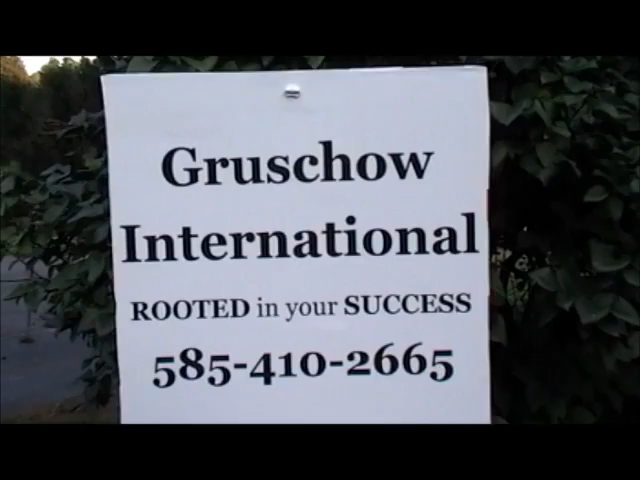 Gruschow
International
ROOTED in your SUCCESS
585-410-2665